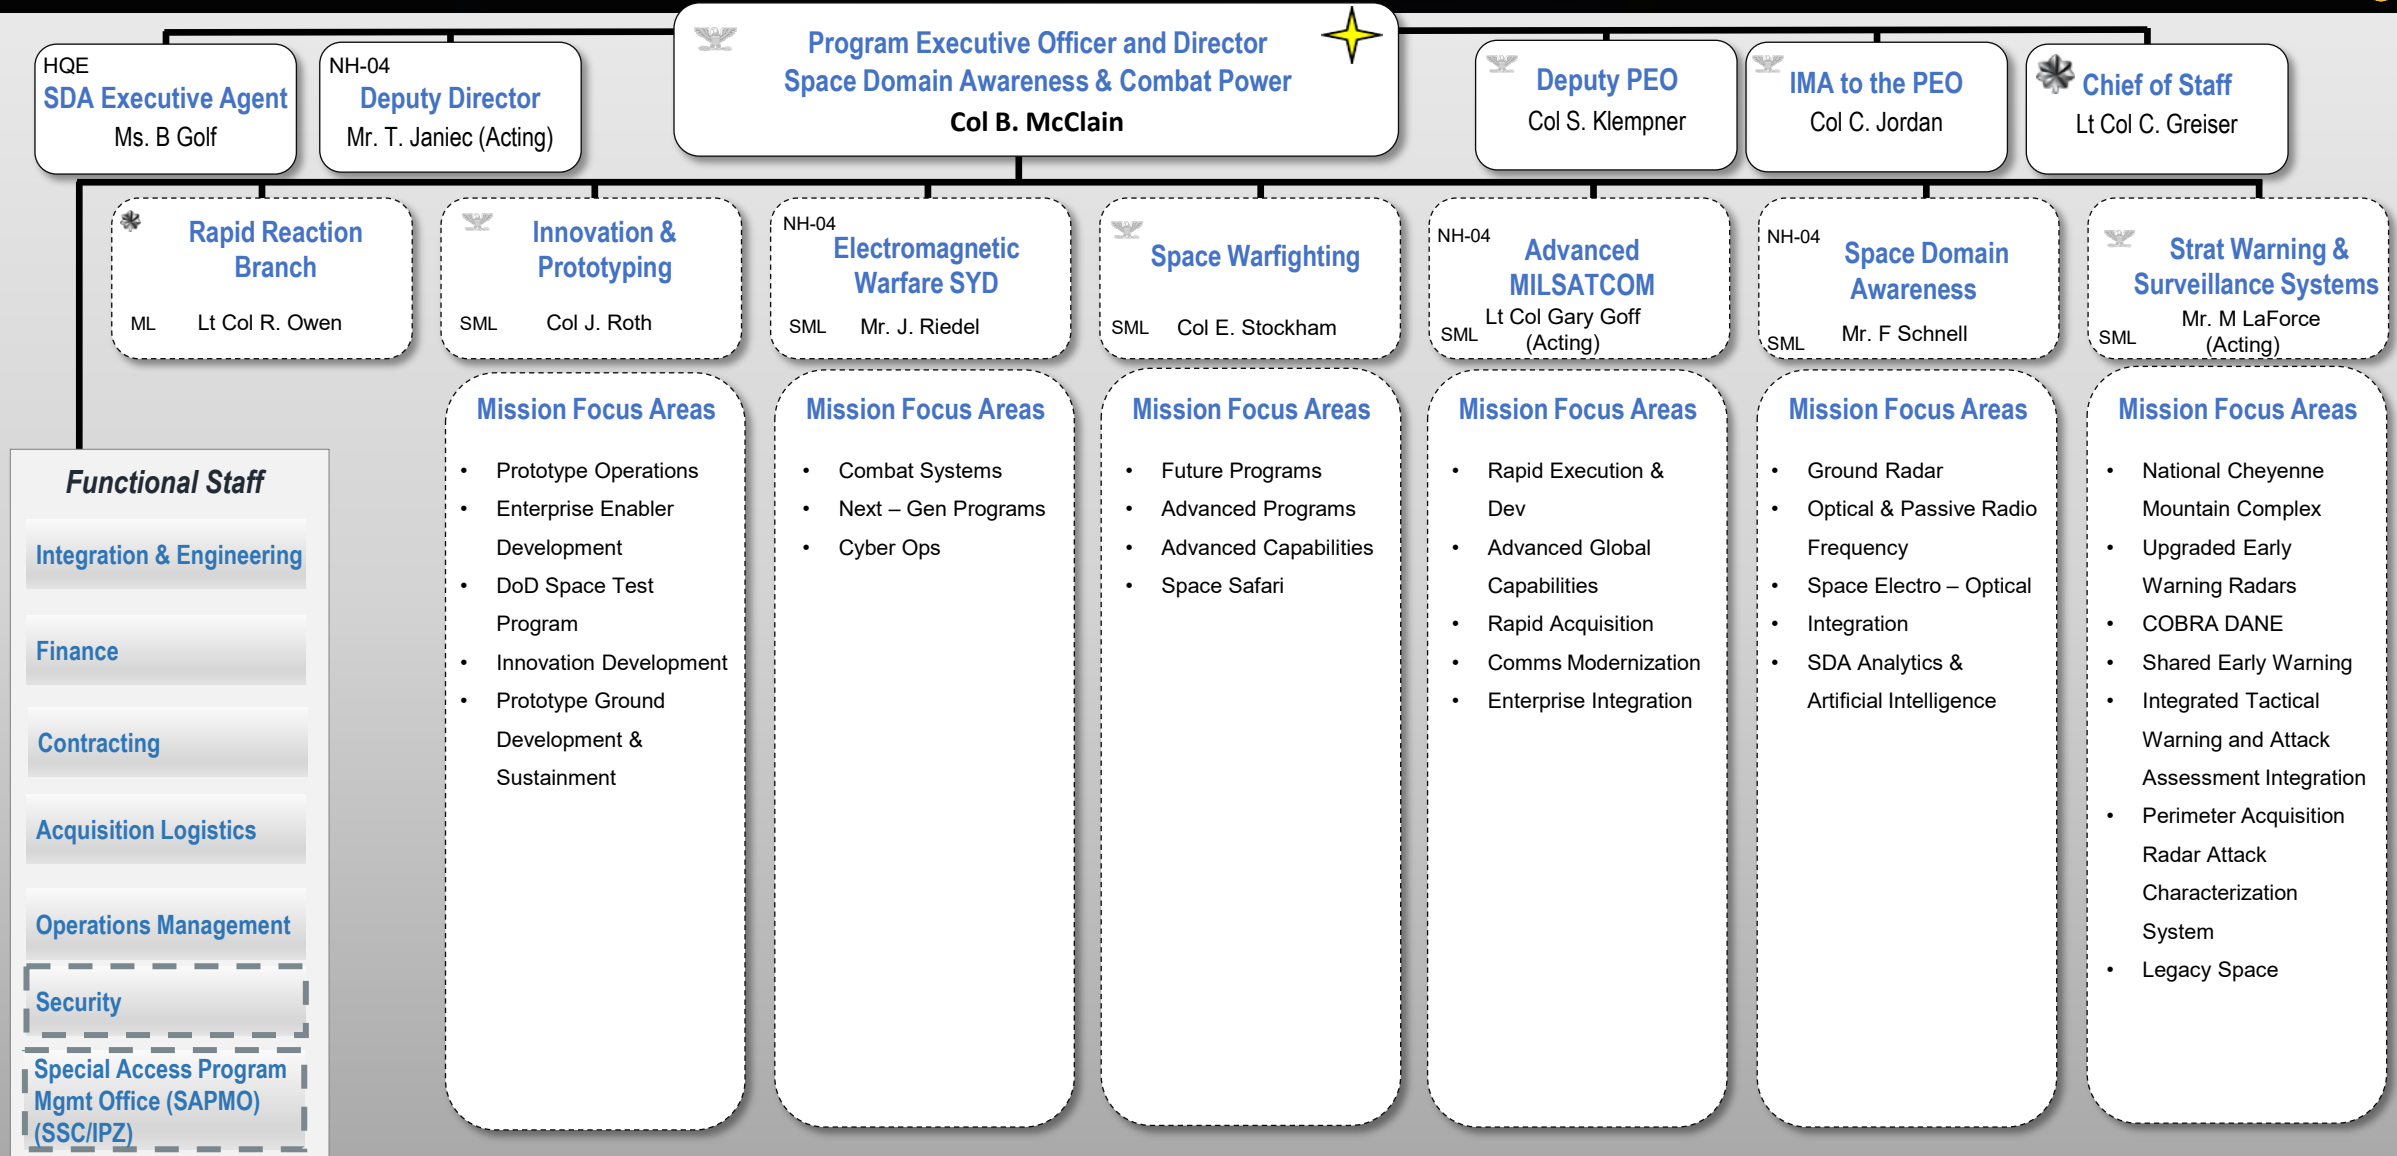 HQE
SDA Executive Agent
Ms. B Golf
NH-04
Deputy Director
Mr. T. Janiec (Acting)
Program Executive Officer and Director
Space Domain Awareness & Combat Power
Col B. McClain
Deputy PEO
Col S. Klempner
IMA to the PEO
Col C. Jordan
Chief of Staff
Lt Col C. Greiser
Rapid Reaction
Branch
ML Lt Col R. Owen
Innovation &
Prototyping
SML Col J. Roth
NH-04
Electromagnetic
Warfare SYD
SML Mr. J. Riedel
Space Warfighting
SML Col E. Stockham
NH-04
Advanced
MILSATCOM
Lt Col Gary Goff
SML (Acting)
NH-04
Space Domain
Awareness
SML Mr. F Schnell
Strat Warning &
Surveillance Systems
Mr. M LaForce
SML (Acting)
Functional Staff
Integration & Engineering
Finance
Contracting
Acquisition Logistics
Operations Management
Security
Special Access Program
Mgmt Office (SAPMO)
(SSC/IPZ)
Mission Focus Areas
• Prototype Operations
• Enterprise Enabler
Development
• DoD Space Test
Program
• Innovation Development
• Prototype Ground
Development &
Sustainment
Mission Focus Areas
• Combat Systems
• Next – Gen Programs
• Cyber Ops
Mission Focus Areas
• Future Programs
• Advanced Programs
• Advanced Capabilities
• Space Safari
Mission Focus Areas
• Rapid Execution &
Dev
• Advanced Global
Capabilities
• Rapid Acquisition
• Comms Modernization
• Enterprise Integration
Mission Focus Areas
• Ground Radar
• Optical & Passive Radio
Frequency
• Space Electro – Optical
• Integration
• SDA Analytics &
Artificial Intelligence
Mission Focus Areas
• National Cheyenne
Mountain Complex
• Upgraded Early
Warning Radars
• COBRA DANE
• Shared Early Warning
• Integrated Tactical
Warning and Attack
Assessment Integration
• Perimeter Acquisition
Radar Attack
Characterization
System
• Legacy Space